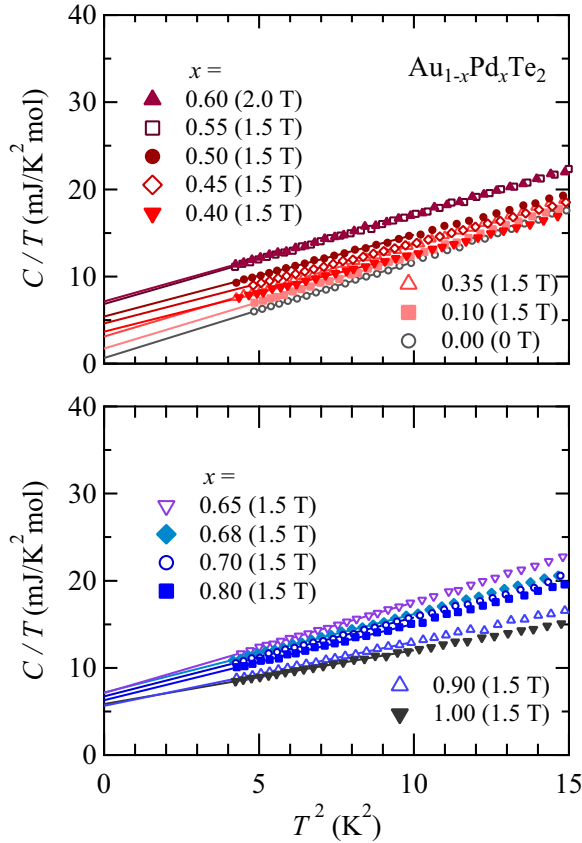 40
30
20
10
0
C / T (mJ/K² mol)
Au₁₋ₓPdₓTe₂
x =
0.60 (2.0 T)
0.55 (1.5 T)
0.50 (1.5 T)
0.45 (1.5 T)
0.40 (1.5 T)
0.35 (1.5 T)
0.10 (1.5 T)
0.00 (0 T)
40
30
20
10
0
C / T (mJ/K² mol)
x =
0.65 (1.5 T)
0.68 (1.5 T)
0.70 (1.5 T)
0.80 (1.5 T)
0.90 (1.5 T)
1.00 (1.5 T)
0 5 10 15
T² (K²)